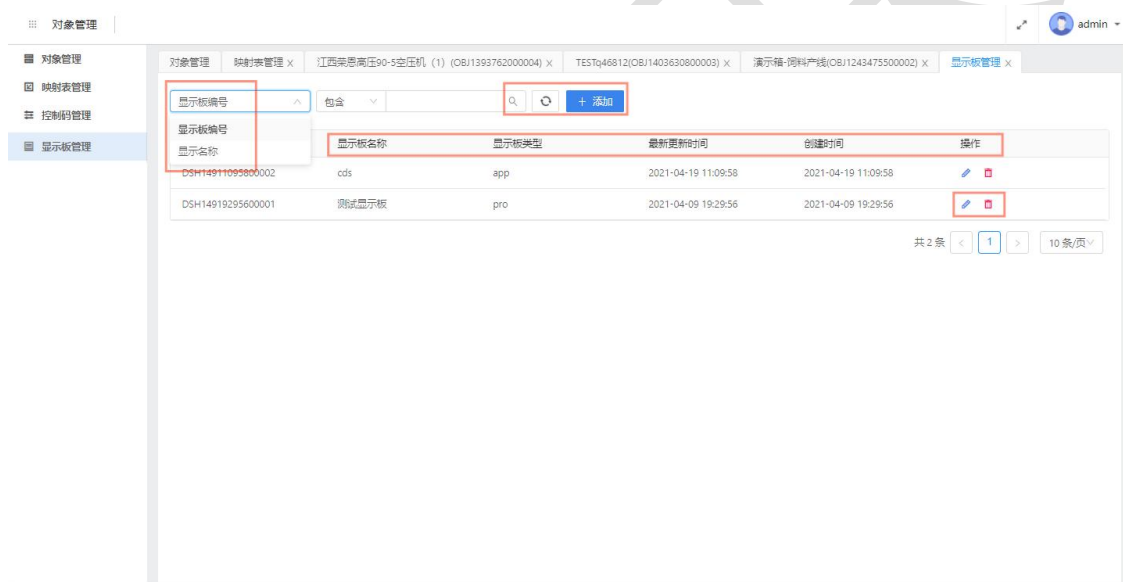 对象管理 admin
对象管理
映射表管理
控制码管理
显示板管理
对象管理 映射表管理 x 江西荣恩高压90-5空压机（1）(OBJ1393762000004) x TESTq46812(OBJ1403630800003) x 演示箱-饲料产线(OBJ1243475500002) x 显示板管理 x
显示板编号 包含 + 添加
显示板编号
显示名称
显示板名称 显示板类型 最新更新时间 创建时间 操作
DSH14911095800002 cds app 2021-04-19 11:09:58 2021-04-19 11:09:58
DSH14919295600001 测试显示板 pro 2021-04-09 19:29:56 2021-04-09 19:29:56
共 2 条 < 1 > 10 条/页